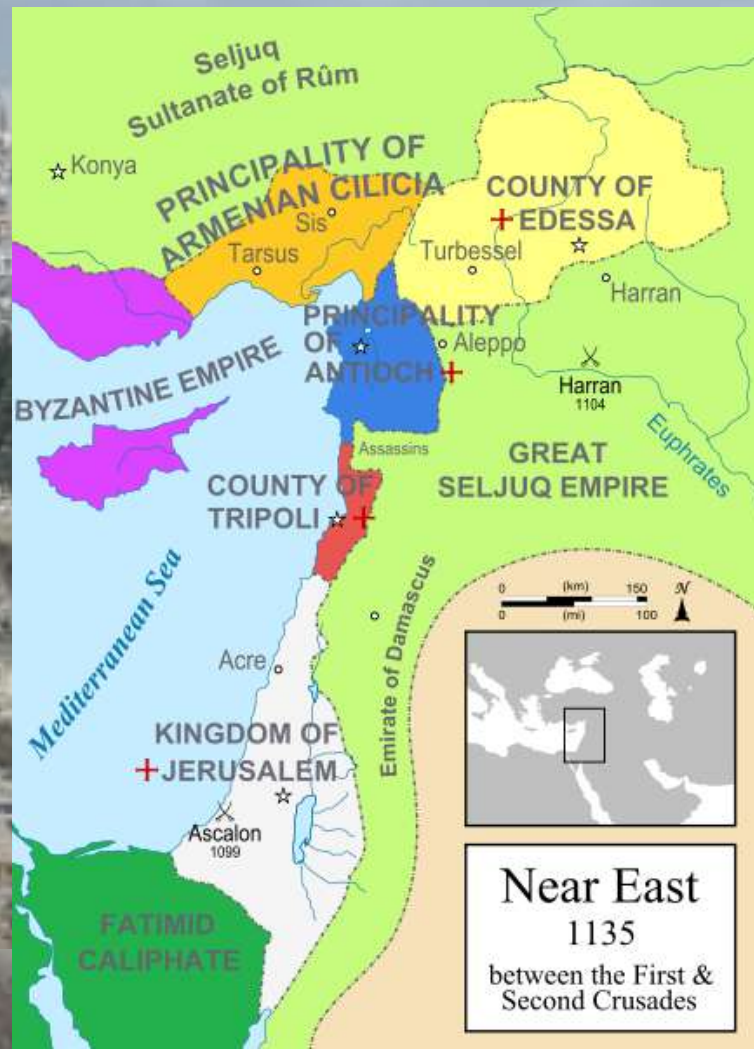 Seljuq
Sultanate of Rûm
Konya
PRINCIPALITY OF
ARMENIAN CILICIA
Sis
Tarsus
COUNTY OF
EDESSA
Turbessel
Harran
PRINCIPALITY
OF
ANTIOCH
Aleppo
Harran
1104
BYZANTINE EMPIRE
Euphrates
Assassins
GREAT
SELJUQ EMPIRE
COUNTY OF
TRIPOLI
Mediterranean Sea
0 (km) 150
0 (mi) 100
N
Emirate of Damascus
Acre
KINGDOM OF
JERUSALEM
Ascalon
1099
FATIMID
CALIPHATE
Near East
1135
between the First &
Second Crusades